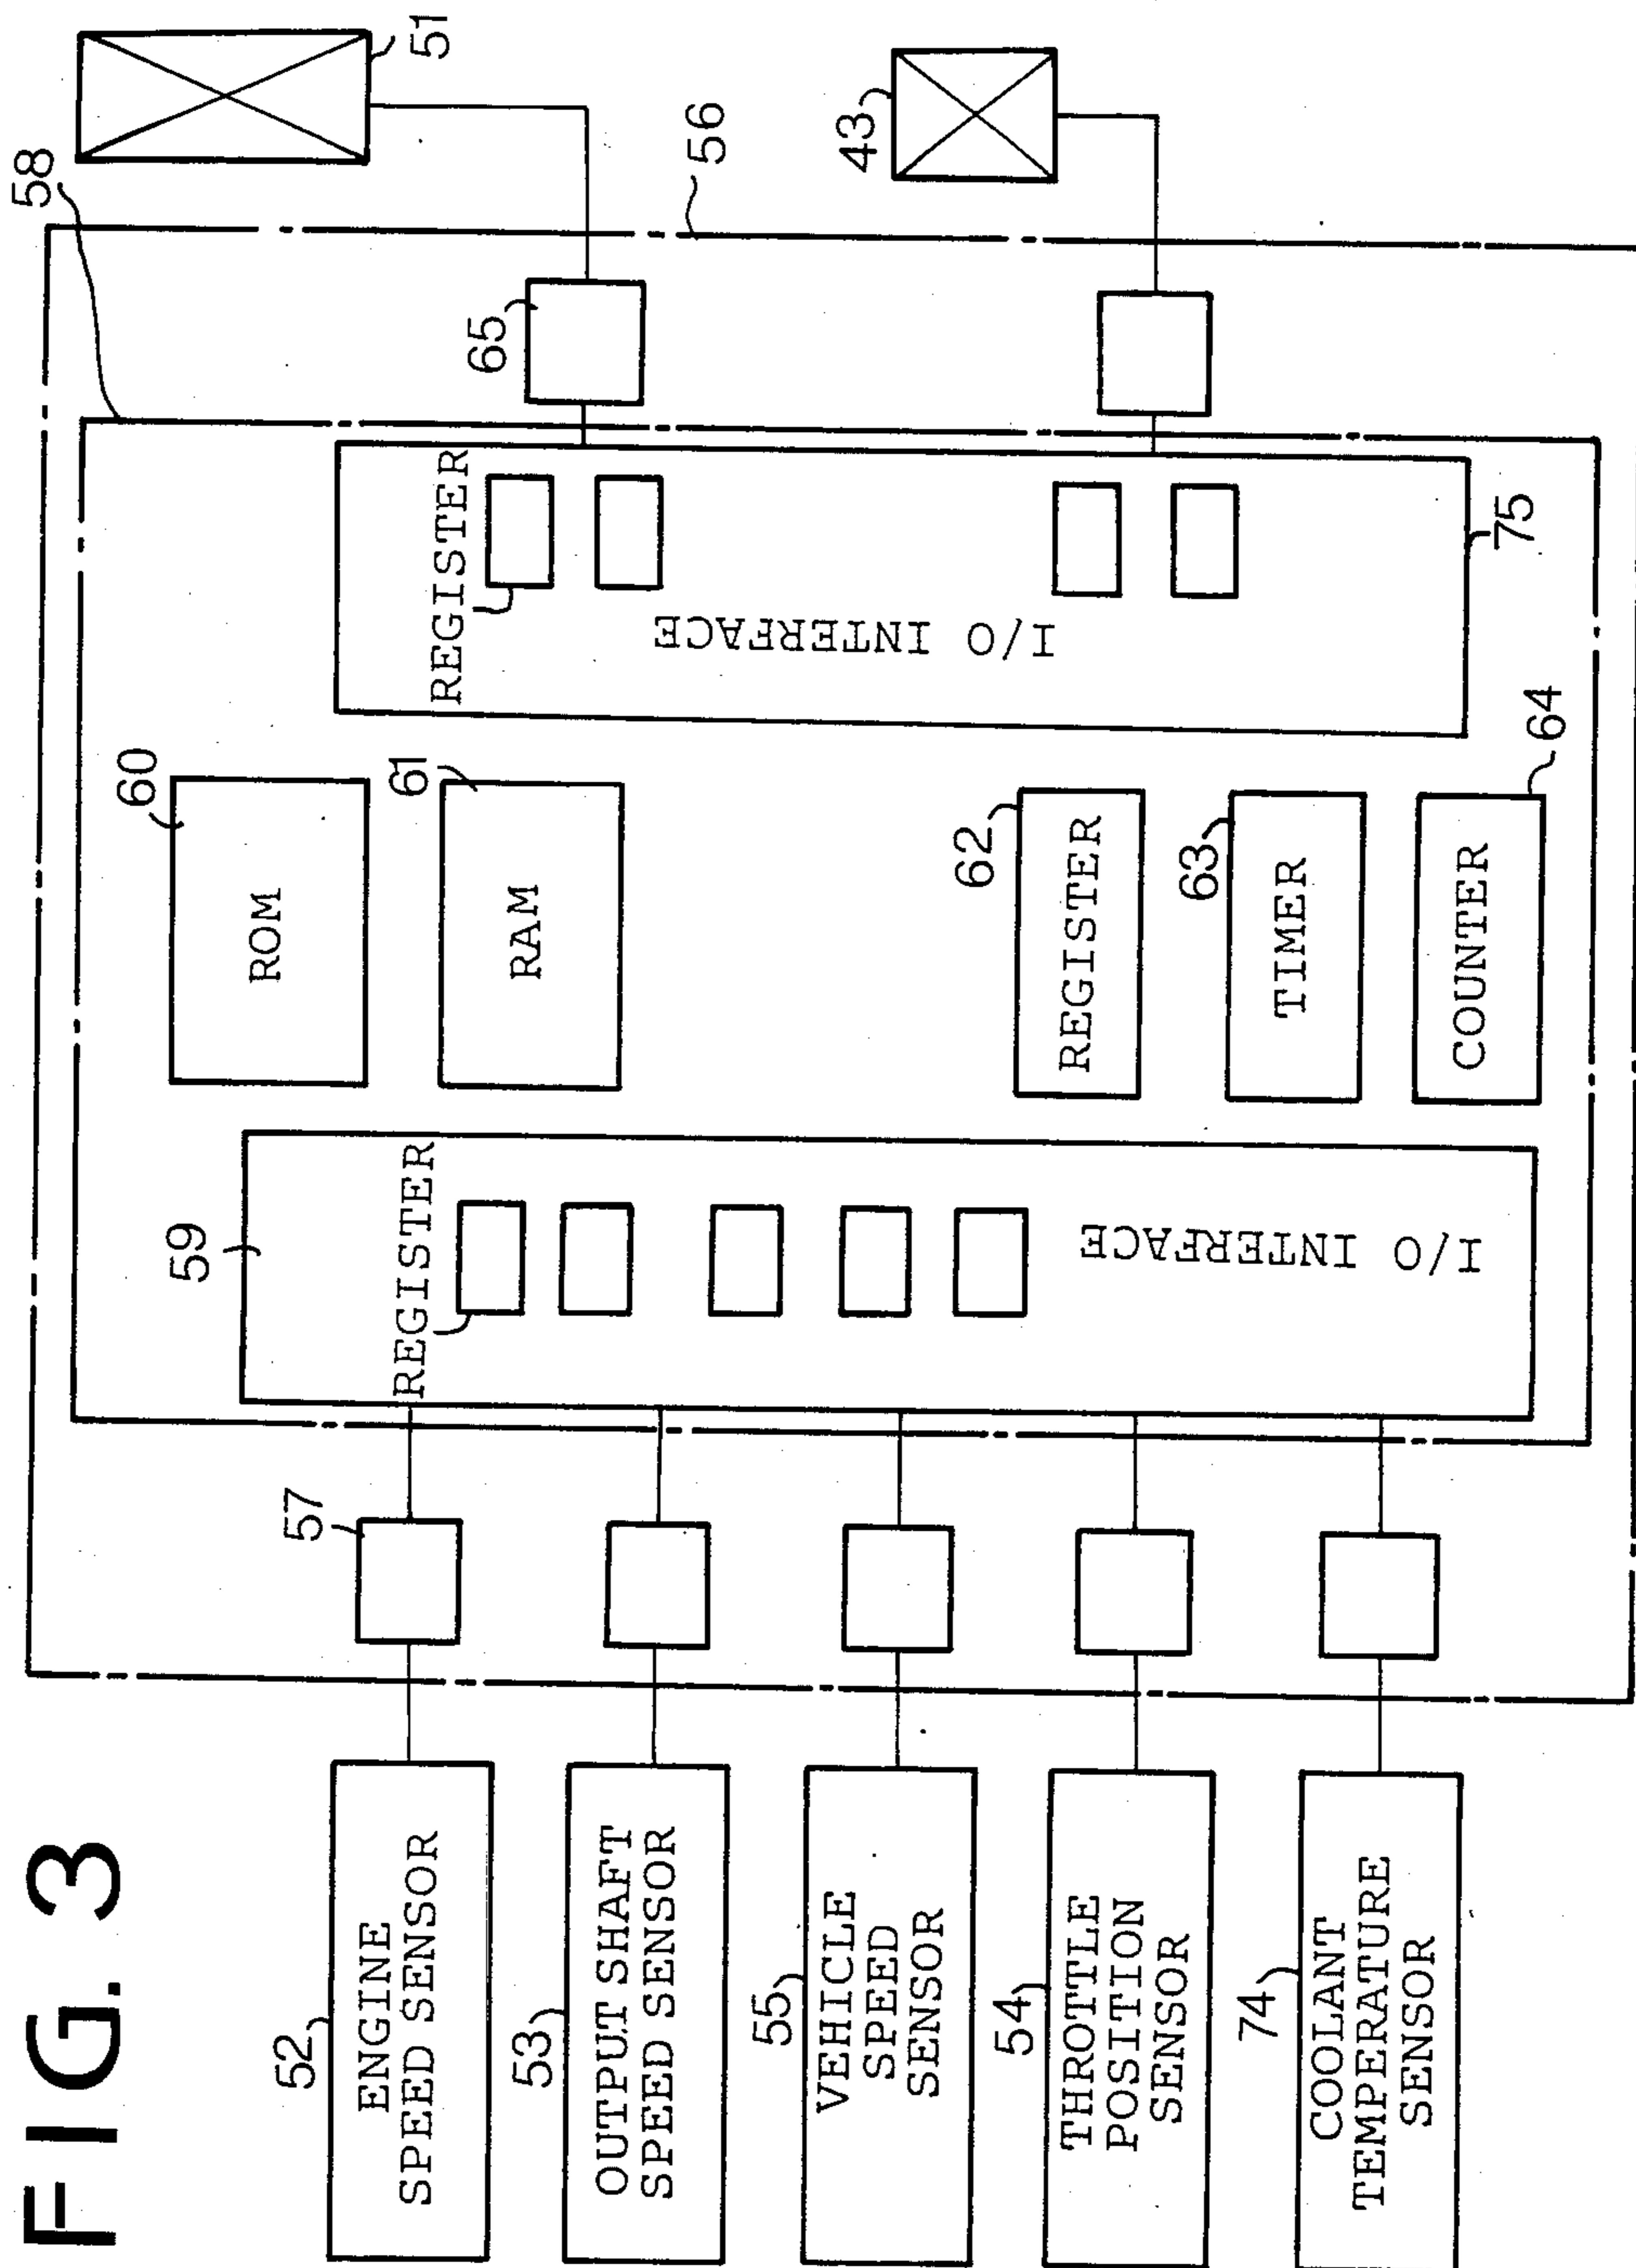 FIG. 3
52
ENGINE
SPEED SENSOR
53
OUTPUT SHAFT
SPEED SENSOR
55
VEHICLE
SPEED
SENSOR
54
THROTTLE
POSITION
SENSOR
74
COOLANT
TEMPERATURE
SENSOR
57
59
REGISTER
I/O INTERFACE
60
ROM
61
RAM
62
REGISTER
63
TIMER
64
COUNTER
REGISTER
I/O INTERFACE
75
58
65
56
51
43